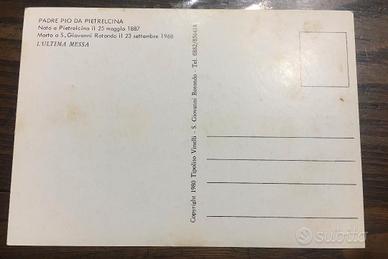 PADRE PIO DA PIETRELCINA
Nato a Pietrelcina il 25 maggio 1887
Morto a S. Giovanni Rotondo il 23 settembre 1968
L'ULTIMA MESSA
Copyright 1980 Tipolito Vinelli - S. Giovanni Rotondo - Tel. 0882/
subito